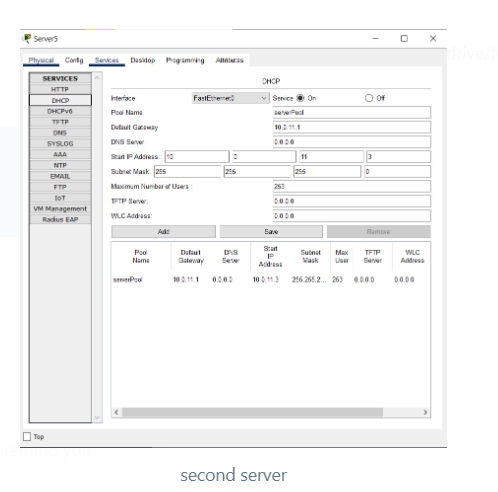 Server5
Physical Config Services Desktop Programming Attributes
SERVICES
HTTP
DHCP
DHCPv6
TFTP
DNS
SYSLOG
AAA
NTP
EMAIL
FTP
IoT
VM Management
Radius EAP
DHCP
Interface FastEthernet0 Service On Off
Pool Name serverPool
Default Gateway 10.0.11.1
DNS Server 0.0.0.0
Start IP Address : 10 0 11 3
Subnet Mask: 255 255 255 0
Maximum Number of Users : 253
TFTP Server: 0.0.0.0
WLC Address: 0.0.0.0
Add Save Remove
Pool Name Default Gateway DNS Server Start IP Address Subnet Mask Max User TFTP Server WLC Address
serverPool 10.0.11.1 0.0.0.0 10.0.11.3 255.255.2... 253 0.0.0.0 0.0.0.0
Top
second server